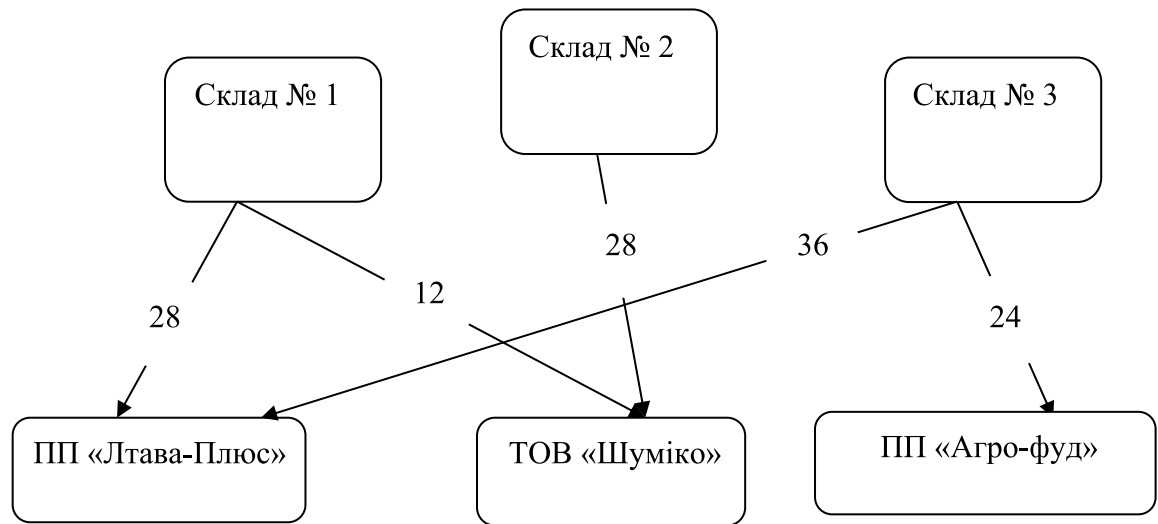 Склад № 1
Склад № 2
Склад № 3
28
12
28
36
24
ПП «Лтава-Плюс»
ТОВ «Шуміко»
ПП «Агро-фуд»